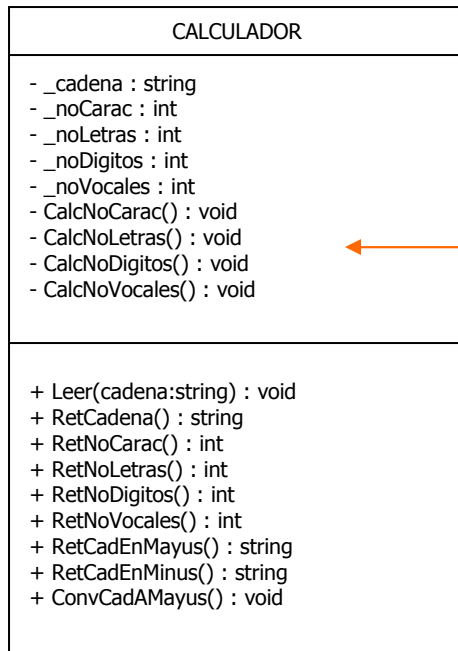 CALCULADOR
- _cadena : string
- _noCarac : int
- _noLetras : int
- _noDigitos : int
- _noVocales : int
- CalcNoCarac() : void
- CalcNoLetras() : void
- CalcNoDigitos() : void
- CalcNoVocales() : void
+ Leer(cadena:string) : void
+ RetCadena() : string
+ RetNoCarac() : int
+ RetNoLetras() : int
+ RetNoDigitos() : int
+ RetNoVocales() : int
+ RetCadEnMayus() : string
+ RetCadEnMinus() : string
+ ConvCadAMayus() : void